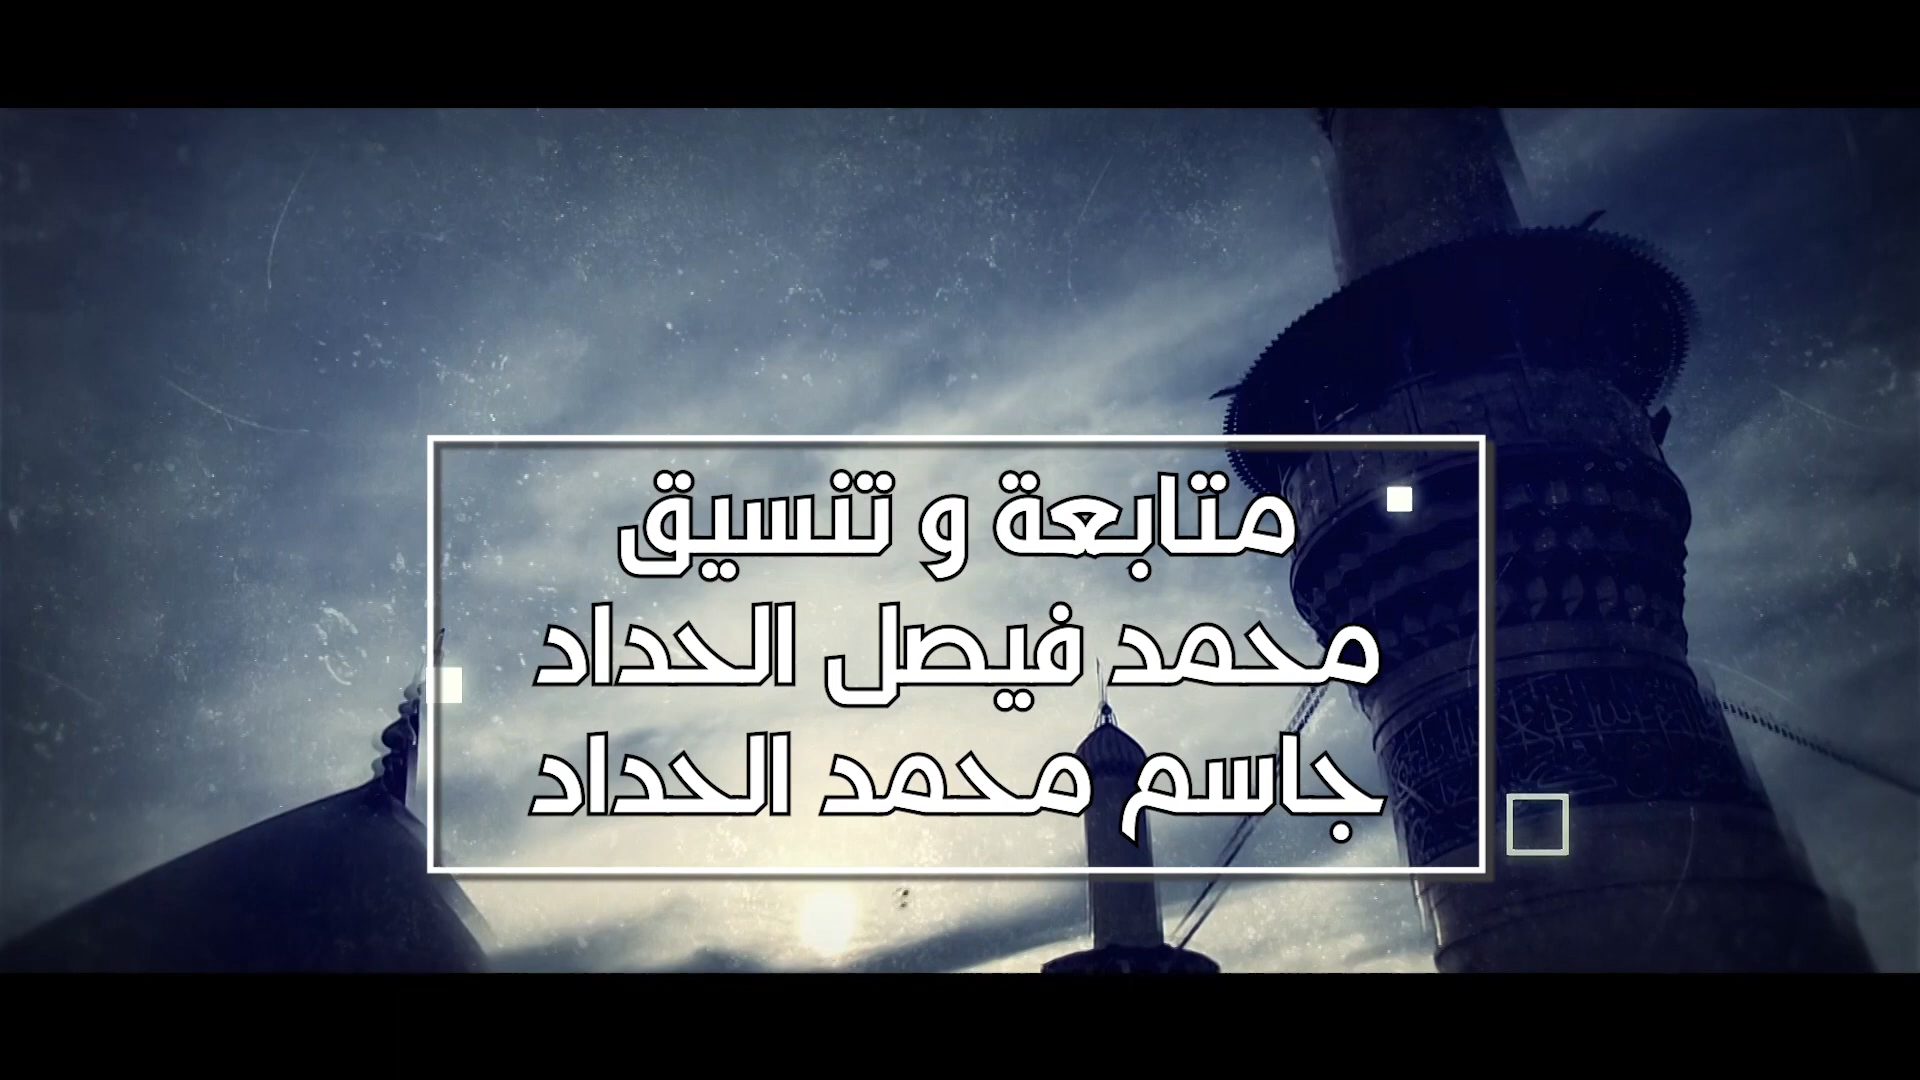 متابعة و تنسيق
محمد فيصل الحداد
جاسم محمد الحداد